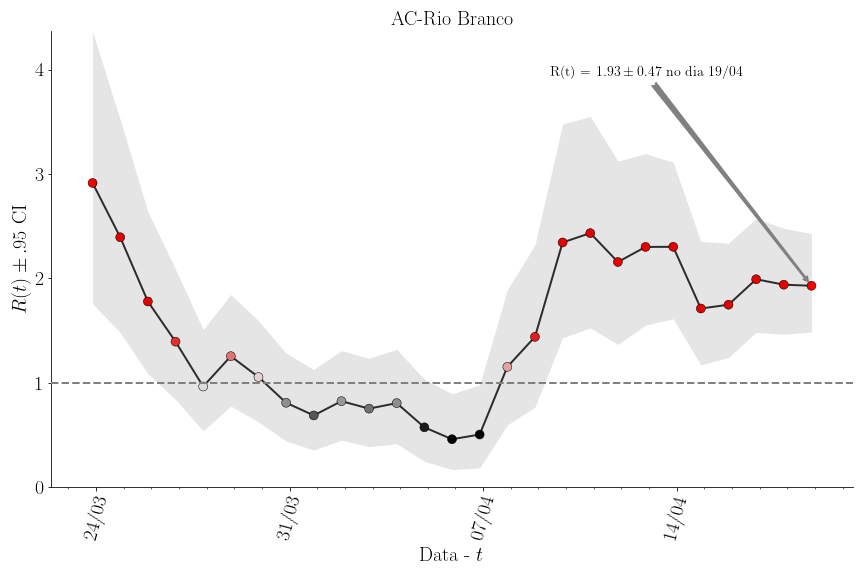 AC-Rio Branco
R(t) = 1.93 ± 0.47 no dia 19/04
R(t) ± .95 CI
4
3
2
1
0
24/03
31/03
07/04
14/04
Data - t